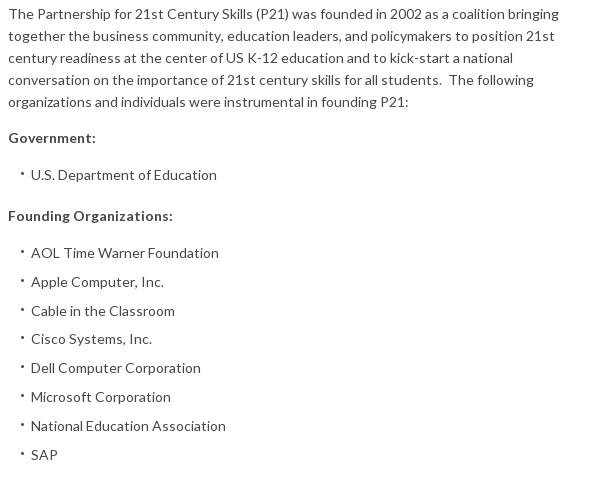 The Partnership for 21st Century Skills (P21) was founded in 2002 as a coalition bringing
together the business community, education leaders, and policymakers to position 21st
century readiness at the center of US K-12 education and to kick-start a national
conversation on the importance of 21st century skills for all students.  The following
organizations and individuals were instrumental in founding P21:
Government:
• U.S. Department of Education
Founding Organizations:
• AOL Time Warner Foundation
• Apple Computer, Inc.
• Cable in the Classroom
• Cisco Systems, Inc.
• Dell Computer Corporation
• Microsoft Corporation
• National Education Association
• SAP